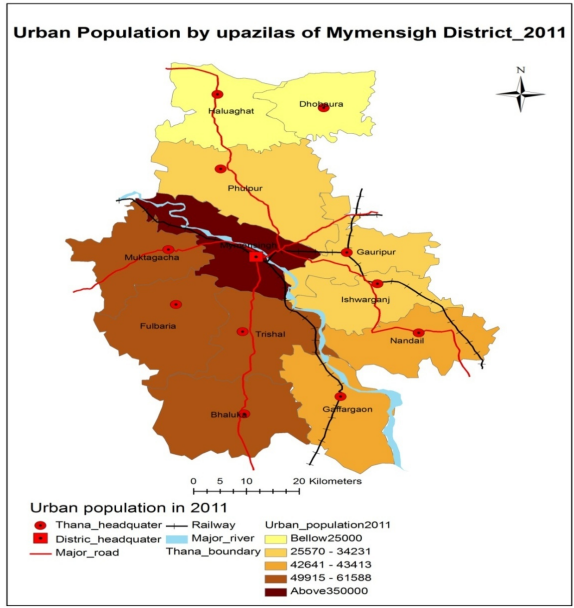 Urban Population by upazilas of Mymensigh District_2011
N
Haluaghat
Dhobaura
Phulpur
Gauripur
Muktagacha
Ishwarganj
Fulbaria
Trishal
Nandail
Bhaluka
Gaffargaon
0 5 10 20 Kilometers
Urban population in 2011
Thana_headquater
Distric_headquater
Major_road
Railway
Major_river
Thana_boundary
Urban_population2011
Bellow25000
25570 - 34231
42641 - 43413
49915 - 61588
Above350000